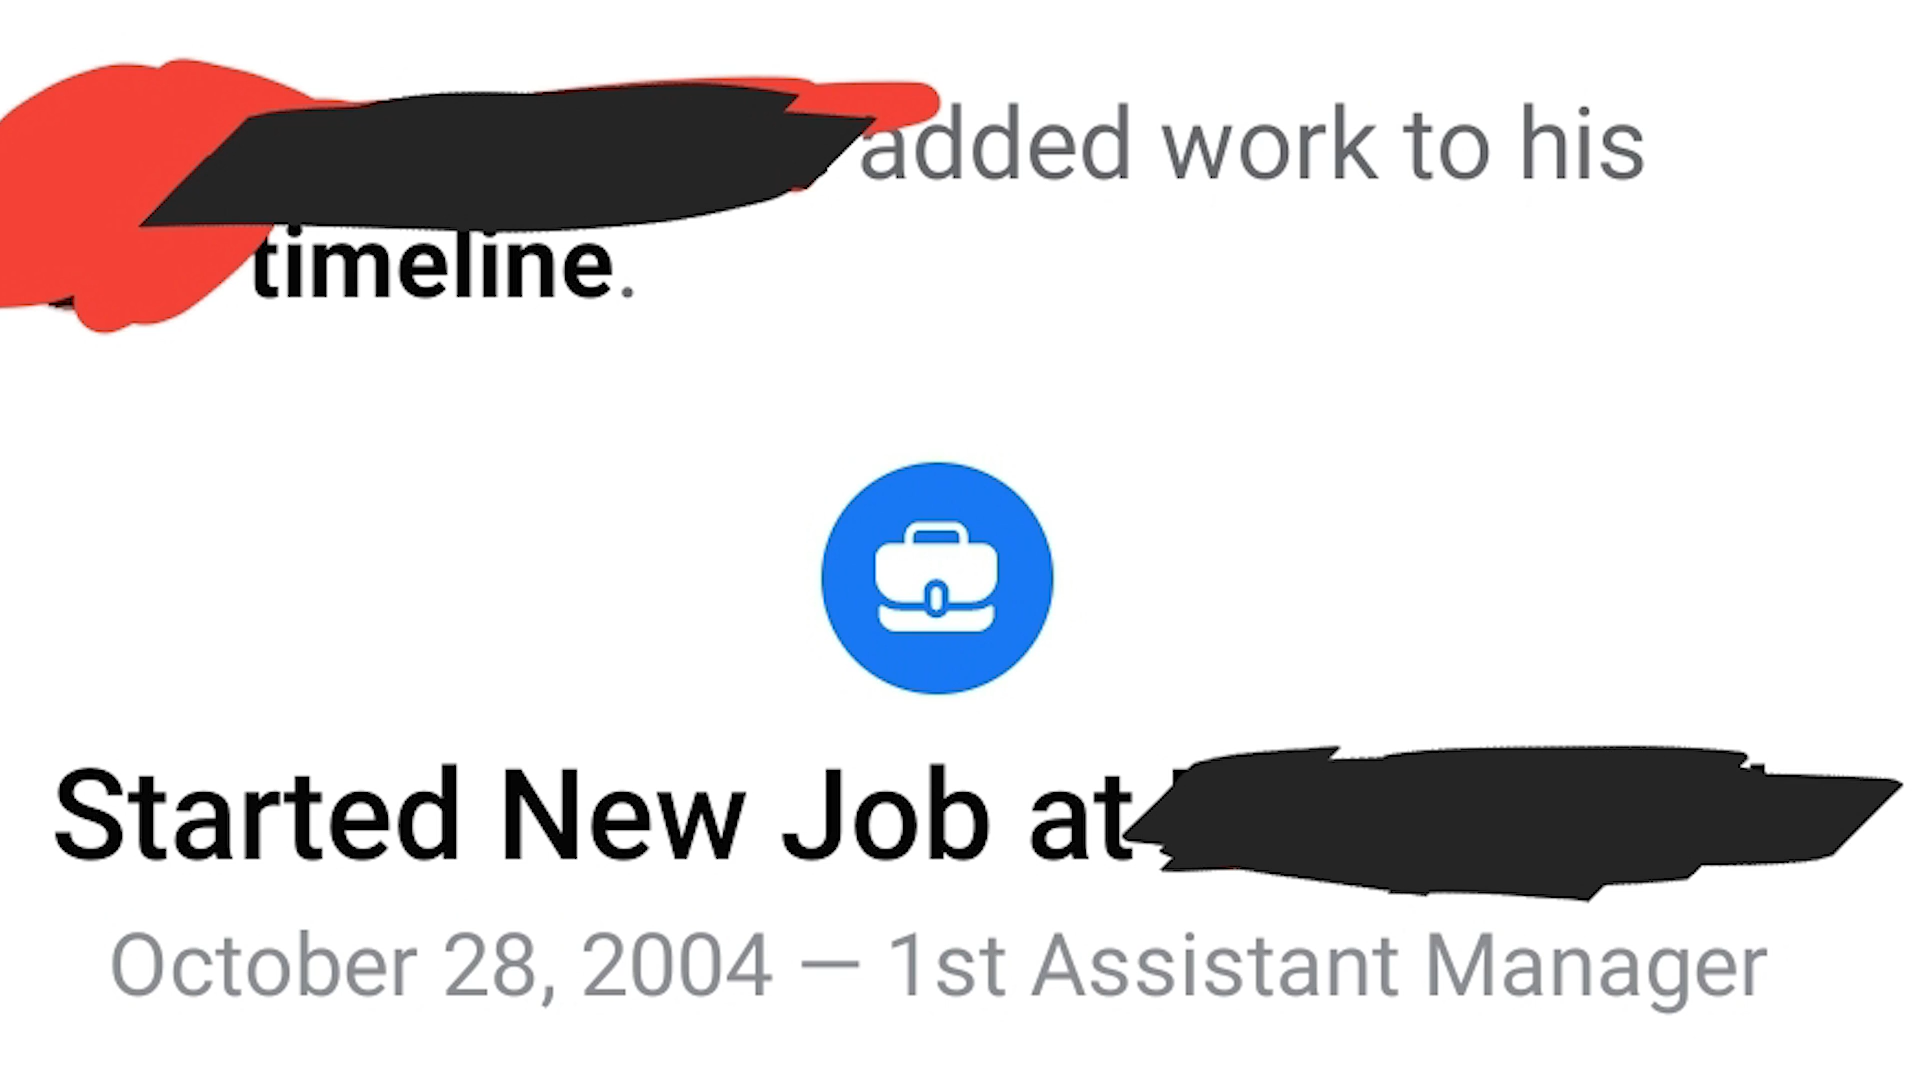 added work to his
timeline.
Started New Job at
October 28, 2004 — 1st Assistant Manager